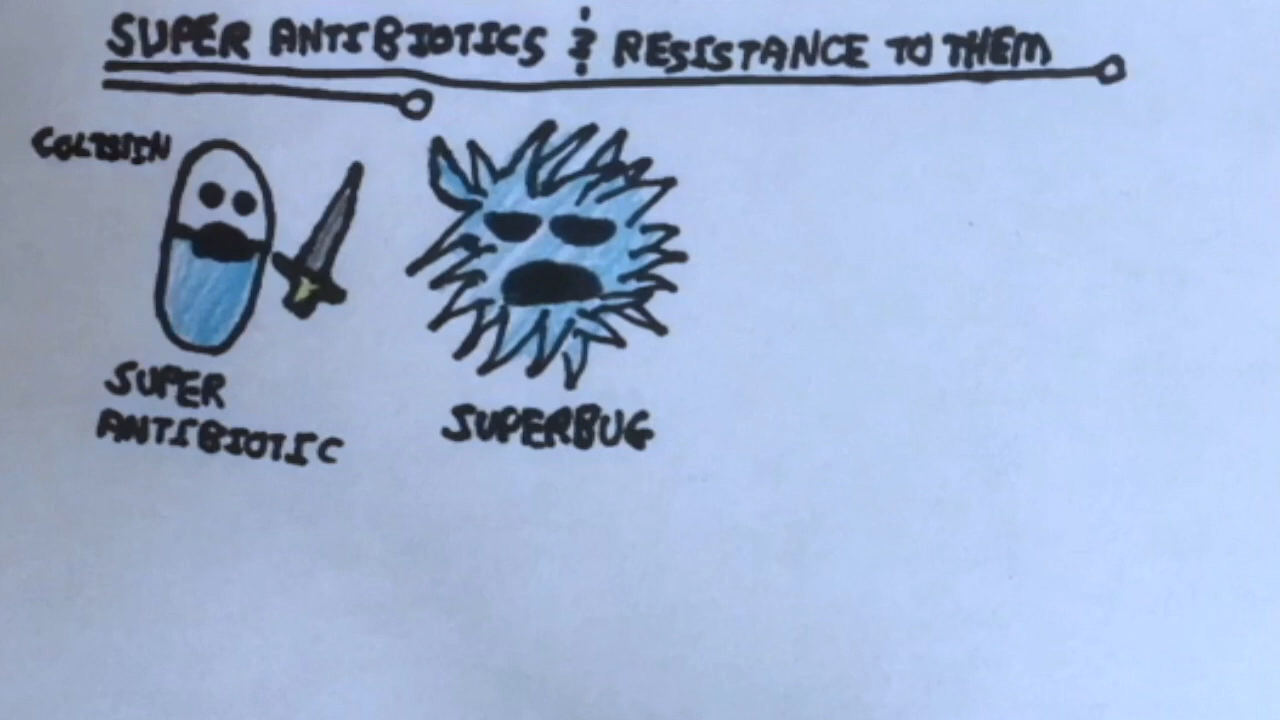 SUPER ANTIBIOTICS & RESISTANCE TO THEM
COLISTIN
SUPER
ANTIBIOTIC
SUPERBUG